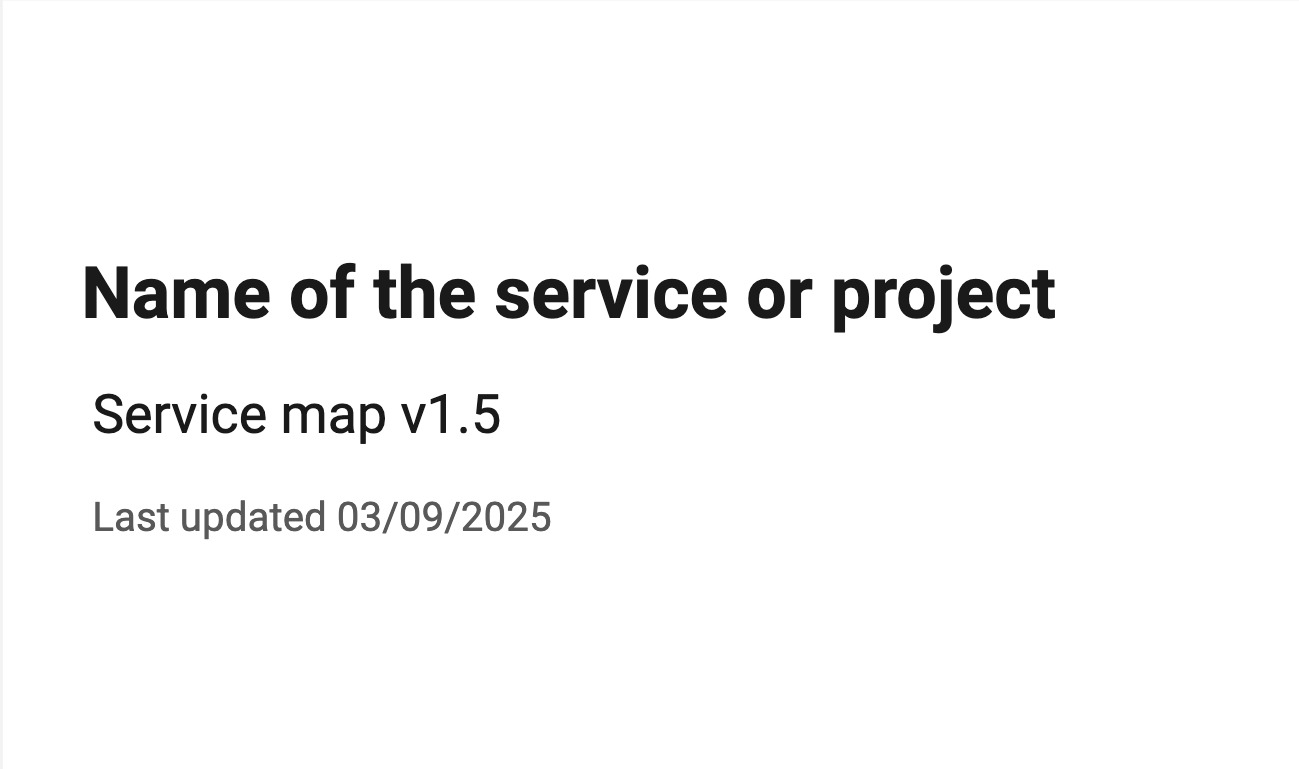 Name of the service or project
Service map v1.5
Last updated 03/09/2025